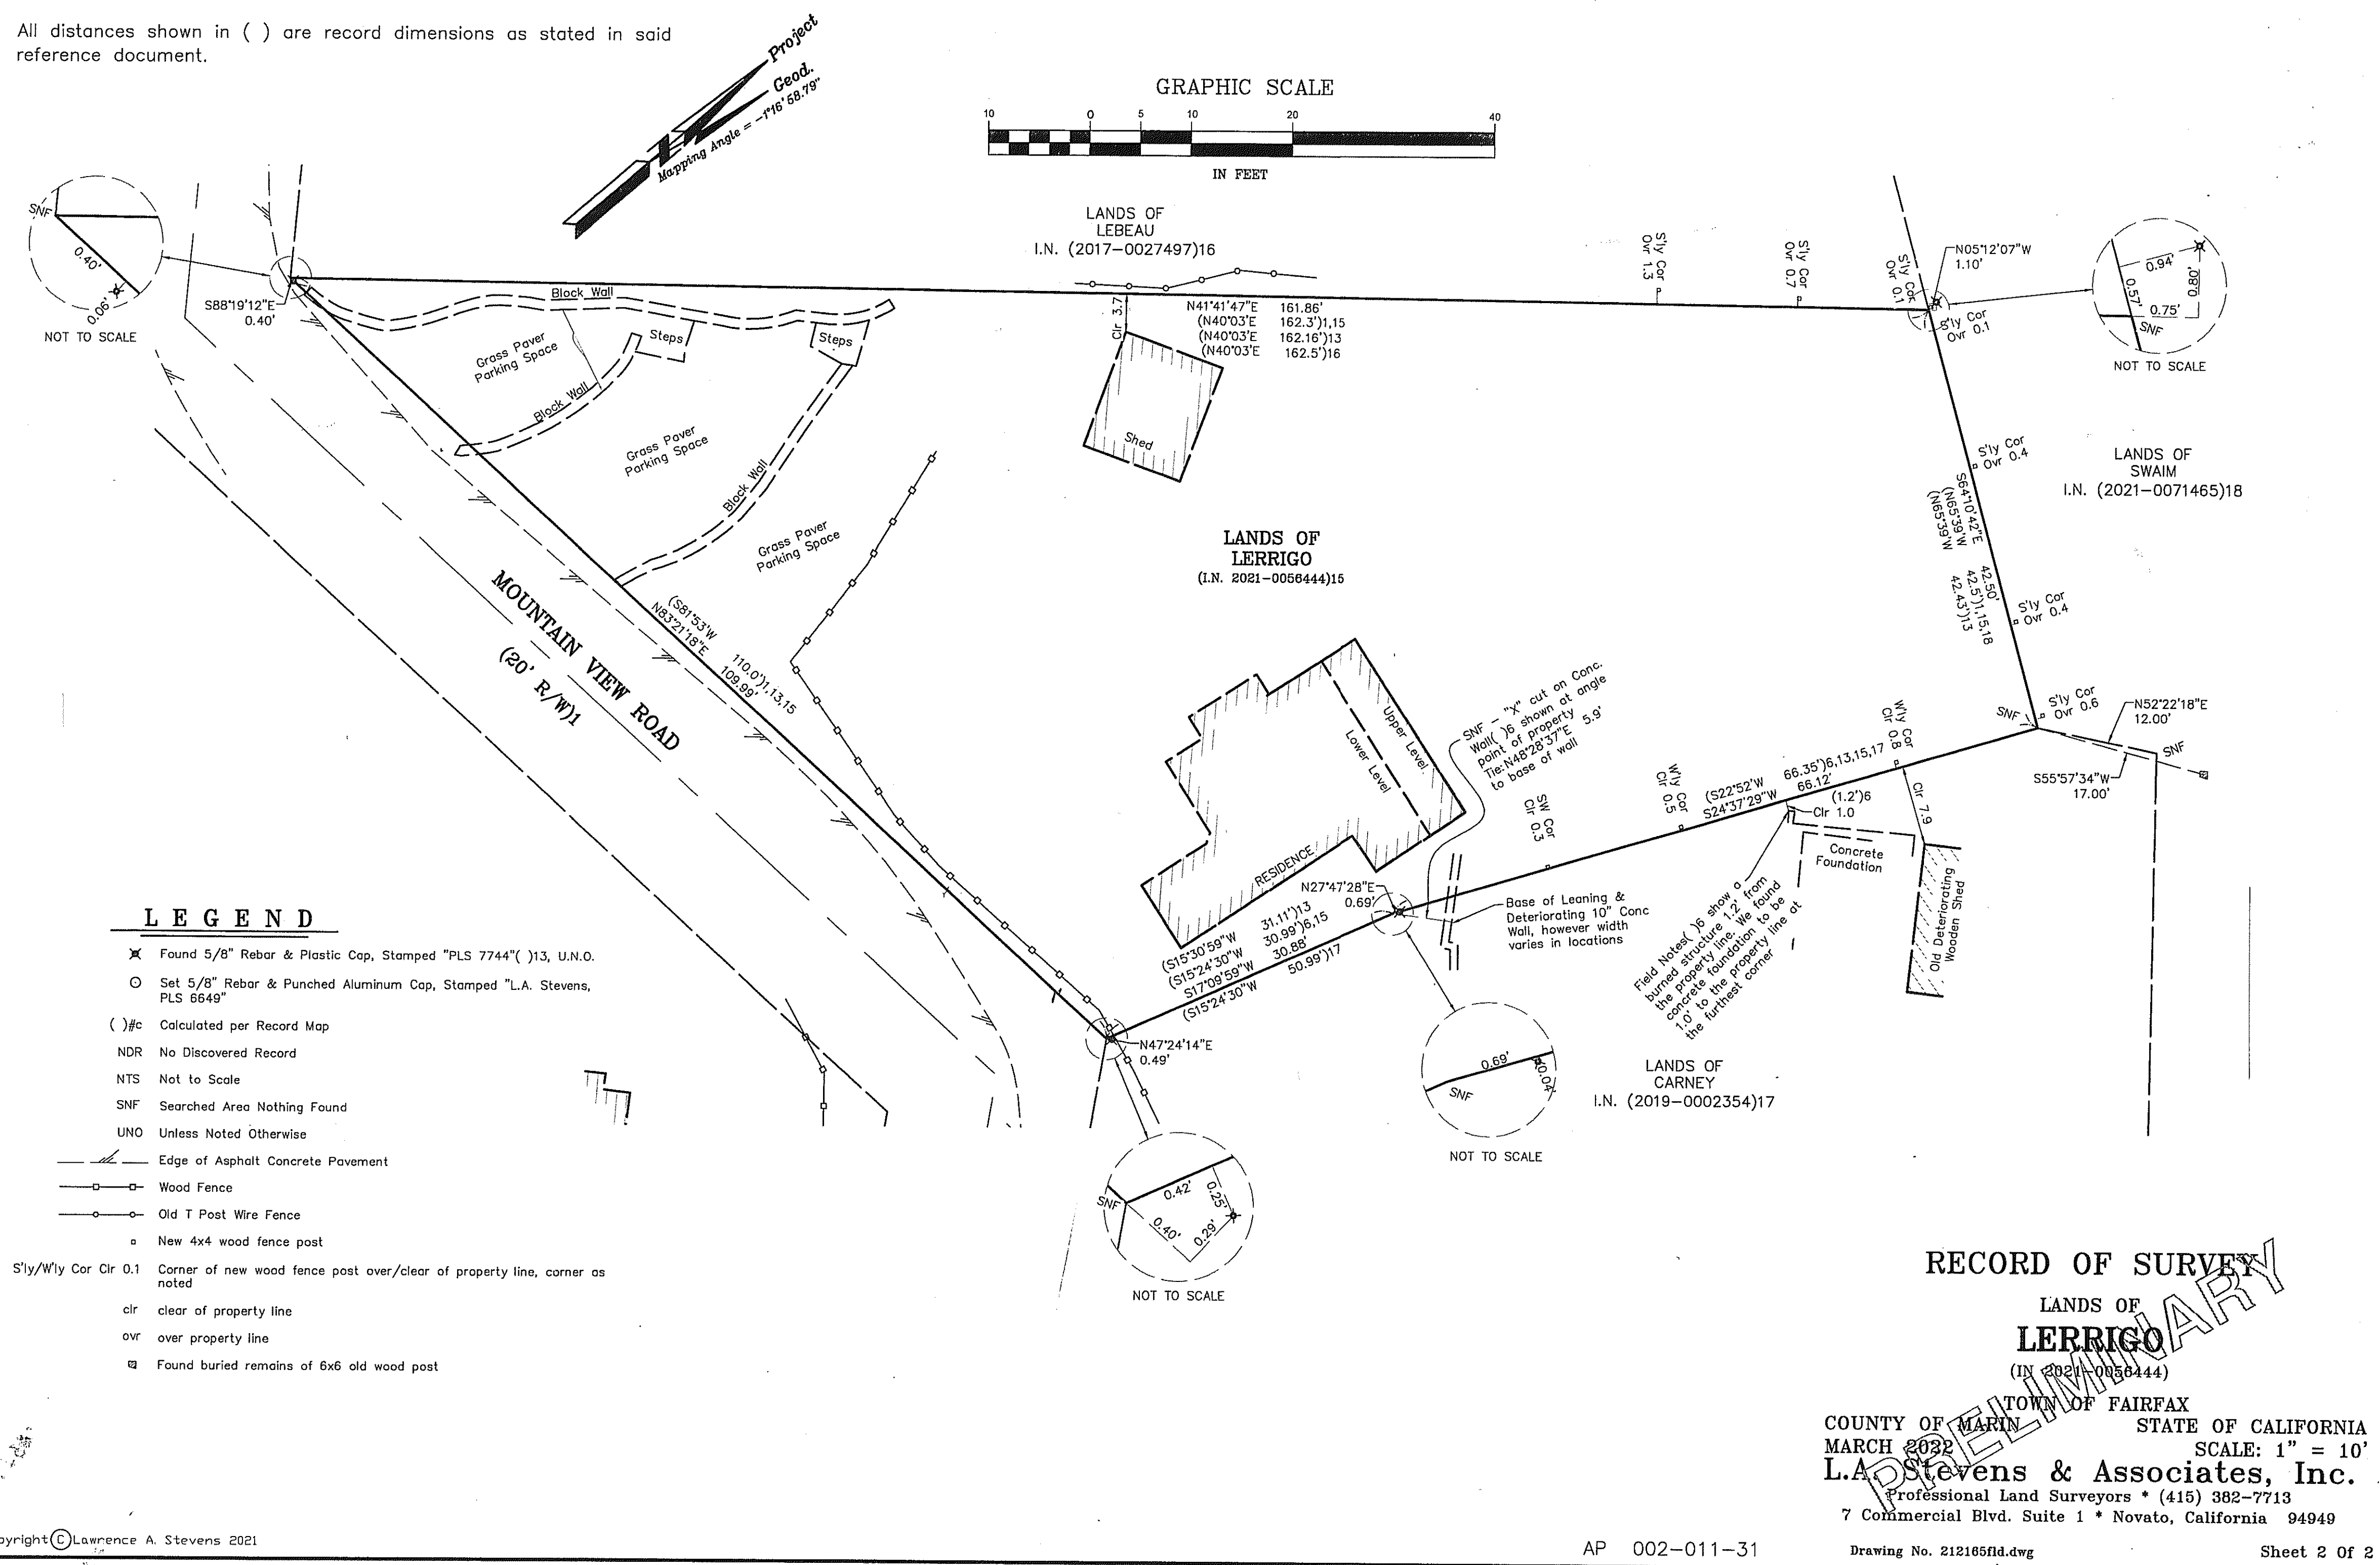 All distances shown in ( ) are record dimensions as stated in said
reference document.
Project
Geod.
Mapping Angle = -1°16'58.79"
GRAPHIC SCALE
10 0 5 10 20 40
IN FEET
SNF
0.40'
0.06'
NOT TO SCALE
S88°19'12"E
0.40'
LANDS OF
LEBEAU
I.N. (2017-0027497)16
Block Wall
Steps
Steps
Grass Paver
Parking Space
Block Wall
Grass Paver
Parking Space
Block Wall
Grass Paver
Parking Space
Clr 3.7
Shed
N41°41'47"E 161.86'
(N40°03'E 162.3')1,15
(N40°03'E 162.16')13
(N40°03'E 162.5')16
S'ly Cor
Ovr 1.3
S'ly Cor
Ovr 0.7
S'ly Cor
Ovr 0.1
N05°12'07"W
1.10'
S'ly Cor
Ovr 0.1
0.94'
0.80'
0.57'
0.75'
SNF
NOT TO SCALE
S'ly Cor
Ovr 0.4
LANDS OF
SWAIM
I.N. (2021-0071465)18
S64°10'42"E 42.50'
(N65°39'W 42.5')1,15,18
(N65°39'W 42.43')13
S'ly Cor
Ovr 0.4
LANDS OF
LERRIGO
(I.N. 2021-0056444)15
MOUNTAIN VIEW ROAD
(20' R/W)1
(S81°53'W 110.0')1,13,15
N83°21'18"E 109.99'
Upper Level
Lower Level
RESIDENCE
SNF - "X" cut on Conc.
Wall( )6 shown at angle
point of property
Tie:N48°28'37"E 5.9'
to base of wall
SW Cor
Clr 0.3
W'ly Cor
Clr 0.5
(S22°52'W 66.35')6,13,15,17
S24°37'29"W 66.12'
W'ly Cor
Clr 0.8
SNF
S'ly Cor
Ovr 0.6
N52°22'18"E
12.00'
SNF
S55°57'34"W
17.00'
(1.2')6
Clr 1.0
Clr 7.9
Concrete
Foundation
Old Deteriorating
Wooden Shed
N27°47'28"E
0.69'
Base of Leaning &
Deteriorating 10" Conc
Wall, however width
varies in locations
Field Notes( )6 show a
burned structure 1.2' from
the property line. We found
concrete foundation to be
1.0' to the property line at
the furthest corner
(S15°30'59"W 31.11')13
(S15°24'30"W 30.99')6,15
S17°09'59"W 30.88'
(S15°24'30"W 50.99')17
N47°24'14"E
0.49'
0.69'
0.04'
SNF
NOT TO SCALE
LANDS OF
CARNEY
I.N. (2019-0002354)17
SNF
0.42'
0.25'
0.40'
0.29'
NOT TO SCALE
LEGEND
Found 5/8" Rebar & Plastic Cap, Stamped "PLS 7744"( )13, U.N.O.
Set 5/8" Rebar & Punched Aluminum Cap, Stamped "L.A. Stevens,
PLS 6649"
( )#c Calculated per Record Map
NDR No Discovered Record
NTS Not to Scale
SNF Searched Area Nothing Found
UNO Unless Noted Otherwise
Edge of Asphalt Concrete Pavement
Wood Fence
Old T Post Wire Fence
New 4x4 wood fence post
S'ly/W'ly Cor Clr 0.1 Corner of new wood fence post over/clear of property line, corner as
noted
clr clear of property line
ovr over property line
Found buried remains of 6x6 old wood post
RECORD OF SURVEY
LANDS OF
LERRIGO
(IN 2021-0056444)
TOWN OF FAIRFAX
COUNTY OF MARIN STATE OF CALIFORNIA
MARCH 2022 SCALE: 1" = 10'
L.A. Stevens & Associates, Inc.
Professional Land Surveyors * (415) 382-7713
7 Commercial Blvd. Suite 1 * Novato, California 94949
PRELIMINARY
pyright © Lawrence A. Stevens 2021
AP 002-011-31
Drawing No. 212165fld.dwg
Sheet 2 Of 2